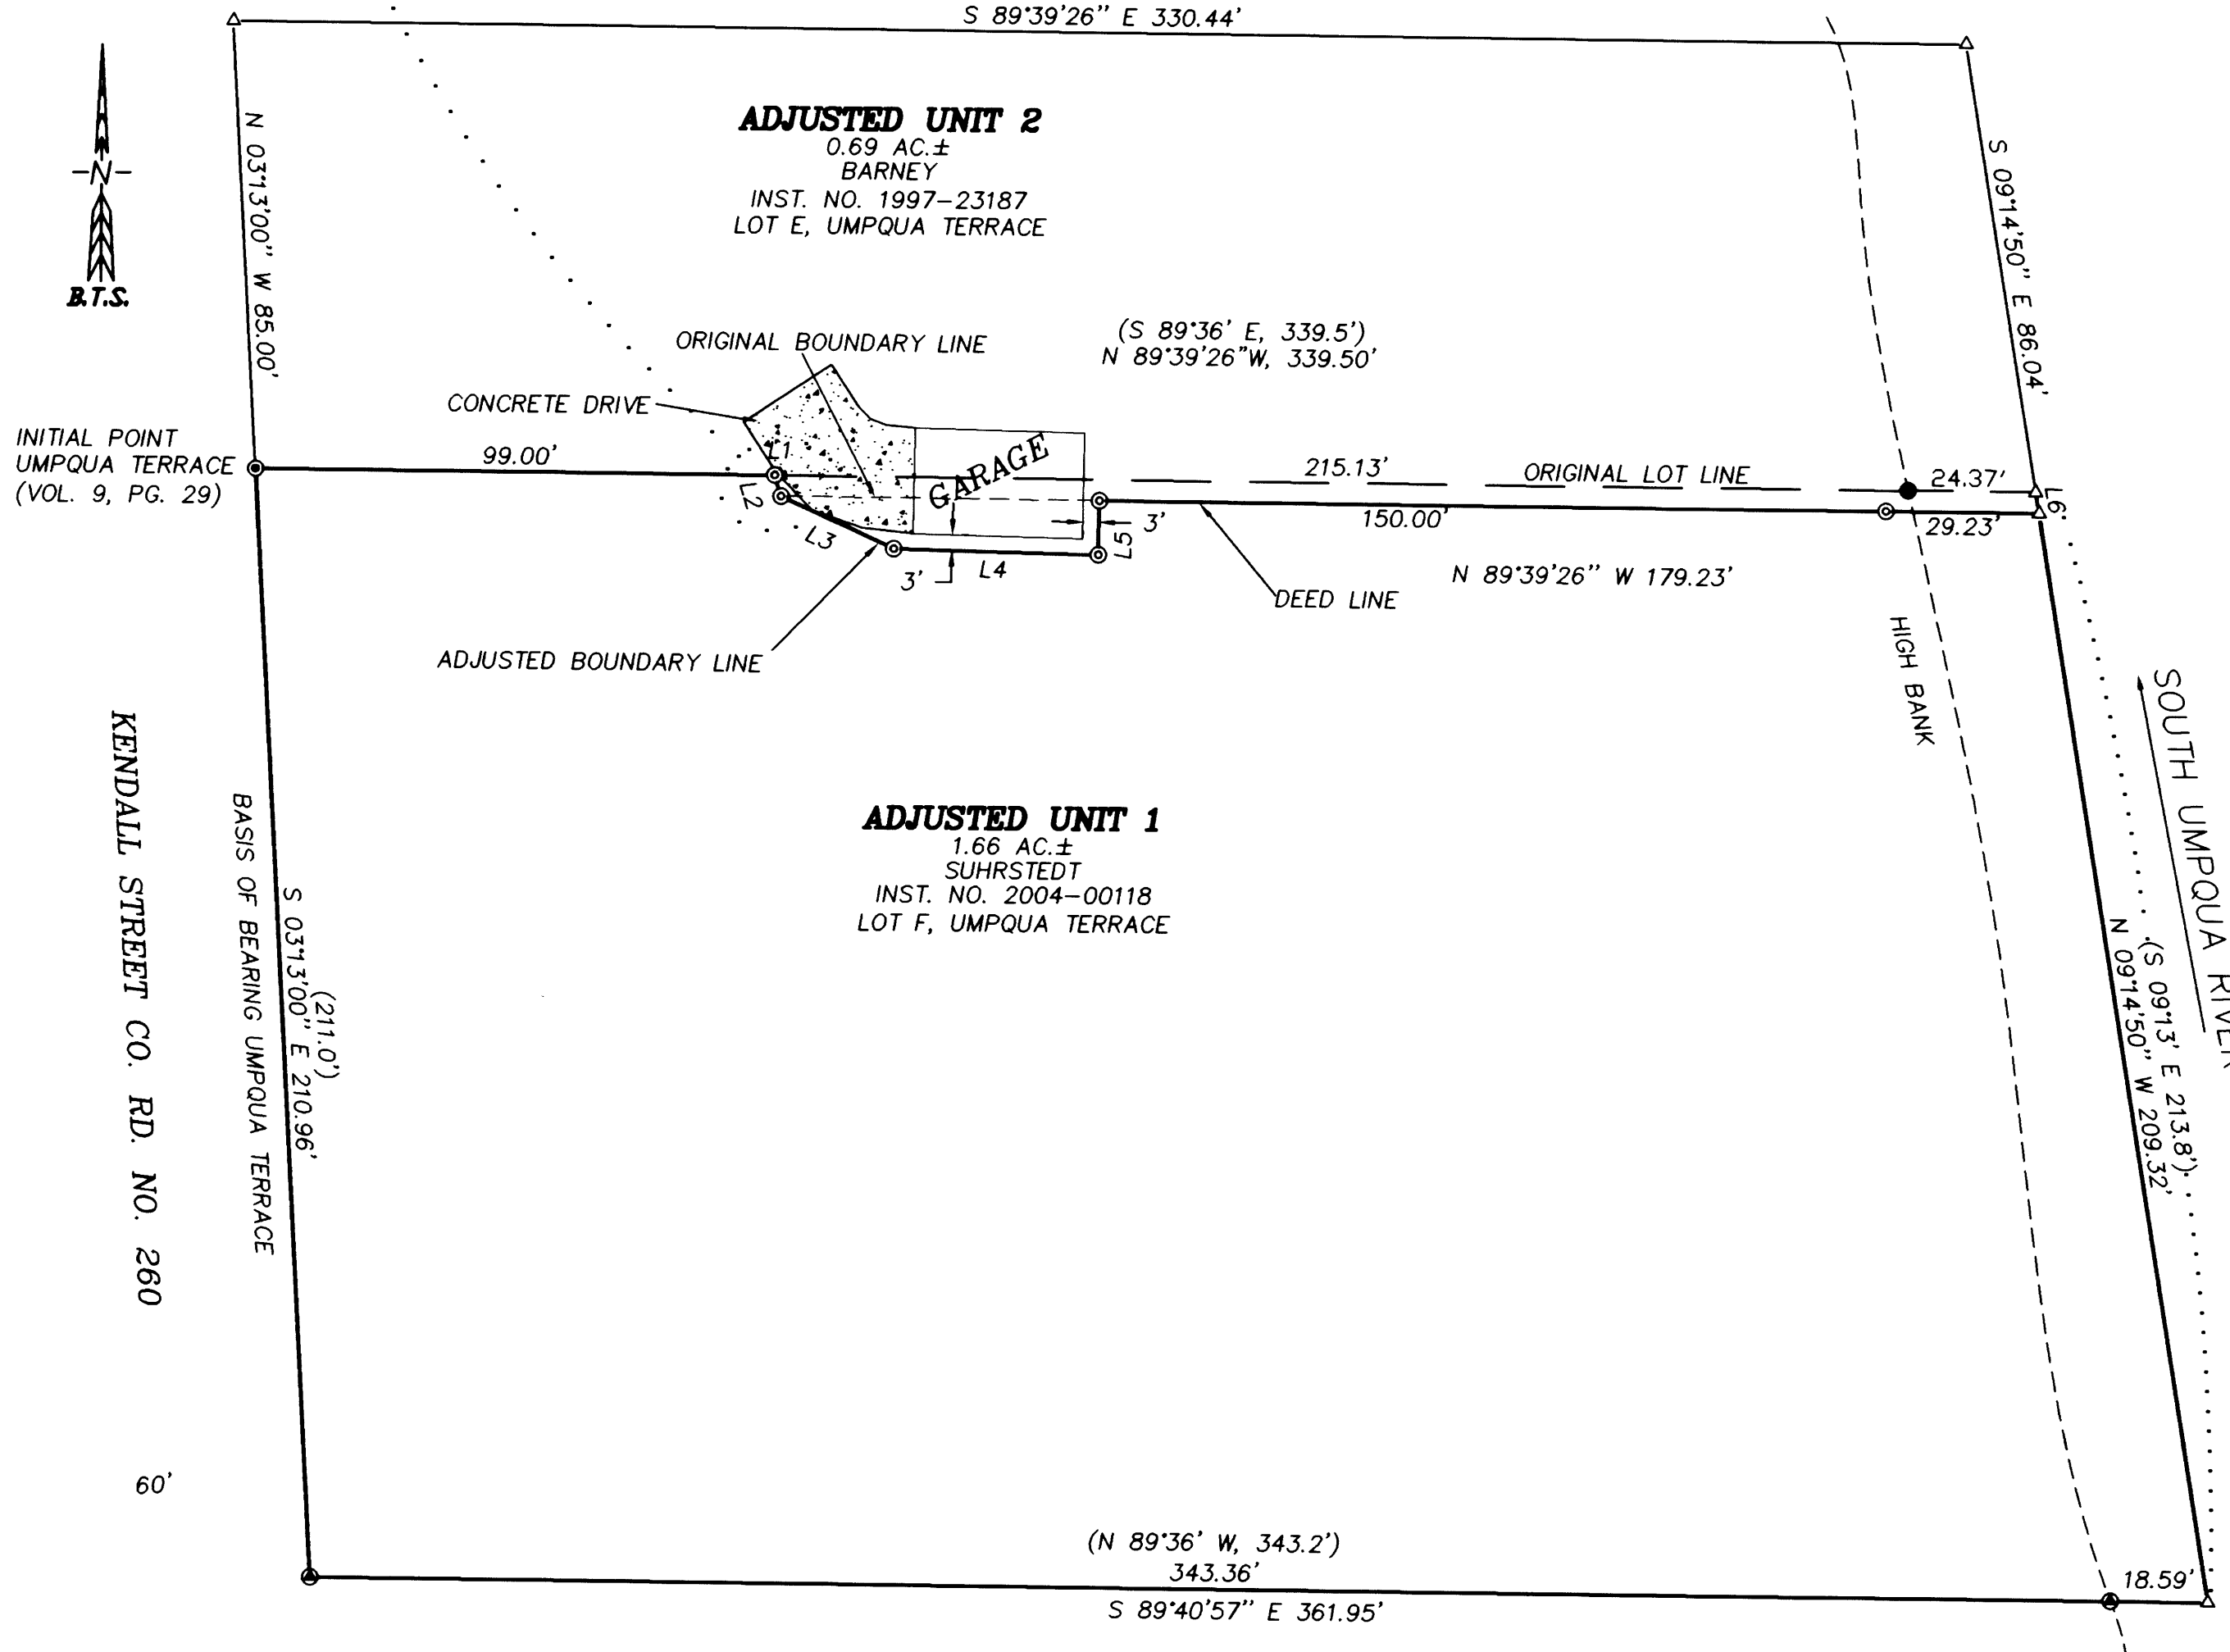 S 89°39'26" E 330.44'
-N-
B.T.S.
N 03°13'00" W 85.00'
ADJUSTED UNIT 2
0.69 AC.±
BARNEY
INST. NO. 1997-23187
LOT E, UMPQUA TERRACE
S 09°14'50" E 86.04'
ORIGINAL BOUNDARY LINE
(S 89°36' E, 339.5')
N 89°39'26"W, 339.50'
CONCRETE DRIVE
INITIAL POINT
UMPQUA TERRACE
(VOL. 9, PG. 29)
99.00'
L1
GARAGE
215.13'
ORIGINAL LOT LINE
24.37'
L6
L2
L3
3'
L5
150.00'
29.23'
3'
L4
N 89°39'26" W 179.23'
DEED LINE
ADJUSTED BOUNDARY LINE
HIGH BANK
SOUTH UMPQUA RIVER
KENDALL STREET CO. RD. NO. 260
BASIS OF BEARING UMPQUA TERRACE
(211.0')
S 03°13'00" E 210.96'
ADJUSTED UNIT 1
1.66 AC.±
SUHRSTEDT
INST. NO. 2004-00118
LOT F, UMPQUA TERRACE
(S 09°13' E 213.8')
N 09°14'50" W 209.32'
60'
(N 89°36' W, 343.2')
343.36'
18.59'
S 89°40'57" E 361.95'